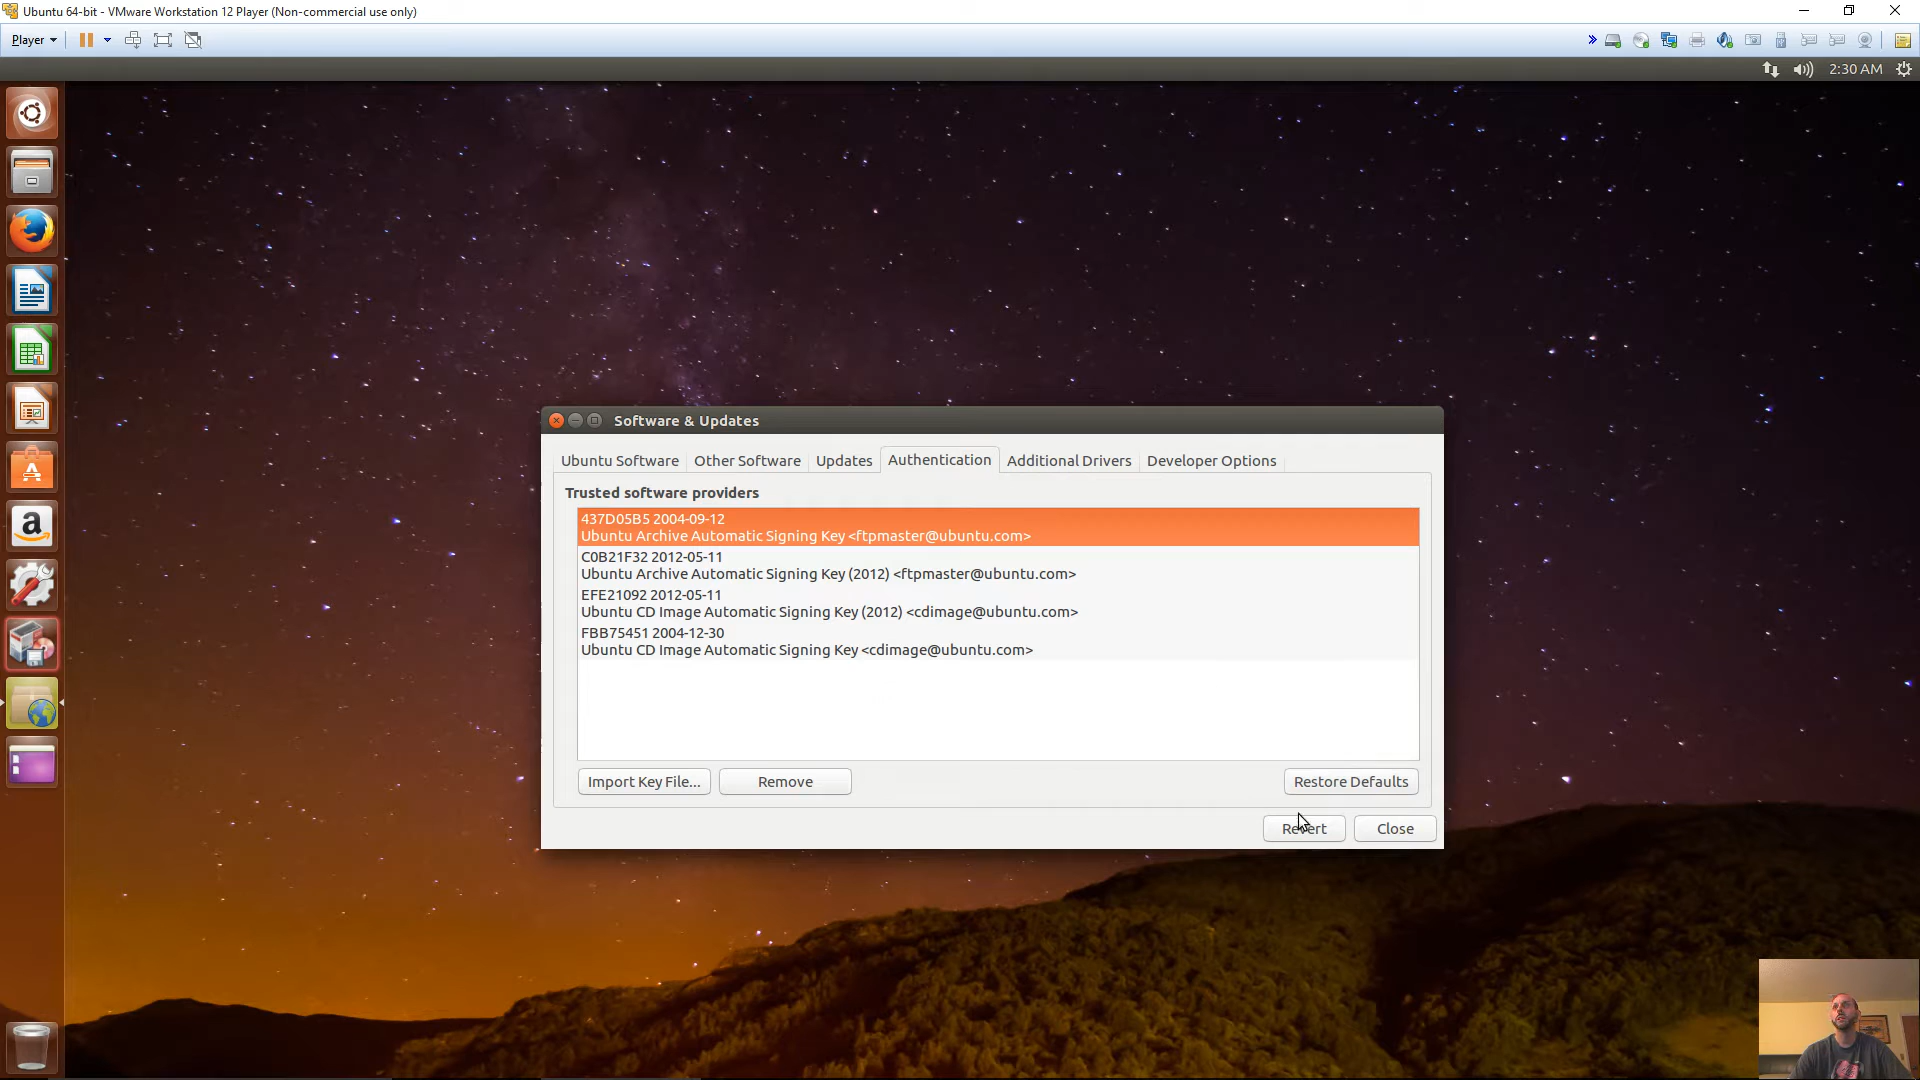 Ubuntu 64-bit - VMware Workstation 12 Player (Non-commercial use only)
Player
2:30 AM
Software & Updates
Ubuntu Software Other Software Updates Authentication Additional Drivers Developer Options
Trusted software providers
437D05B5 2004-09-12
Ubuntu Archive Automatic Signing Key <ftpmaster@ubuntu.com>
C0B21F32 2012-05-11
Ubuntu Archive Automatic Signing Key (2012) <ftpmaster@ubuntu.com>
EFE21092 2012-05-11
Ubuntu CD Image Automatic Signing Key (2012) <cdimage@ubuntu.com>
FBB75451 2004-12-30
Ubuntu CD Image Automatic Signing Key <cdimage@ubuntu.com>
Import Key File... Remove Restore Defaults
Revert Close